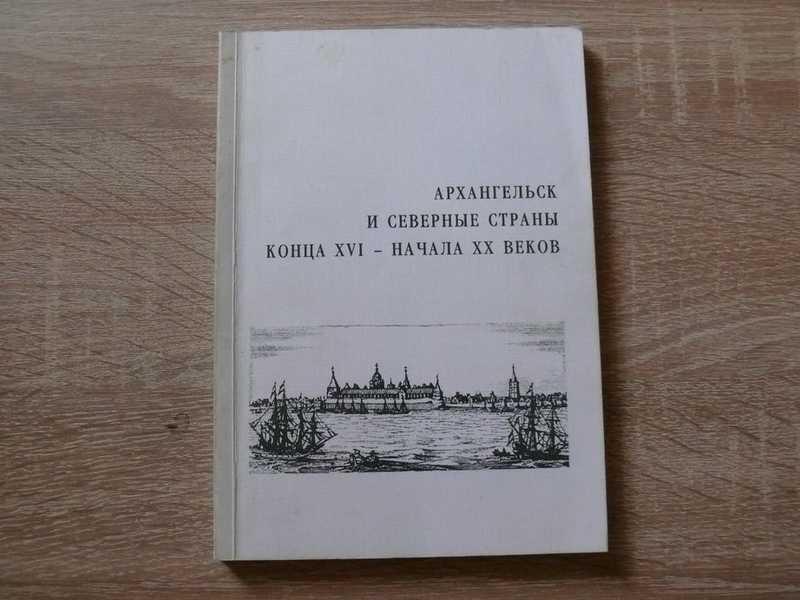 АРХАНГЕЛЬСК
И СЕВЕРНЫЕ СТРАНЫ
КОНЦА XVI – НАЧАЛА XX ВЕКОВ